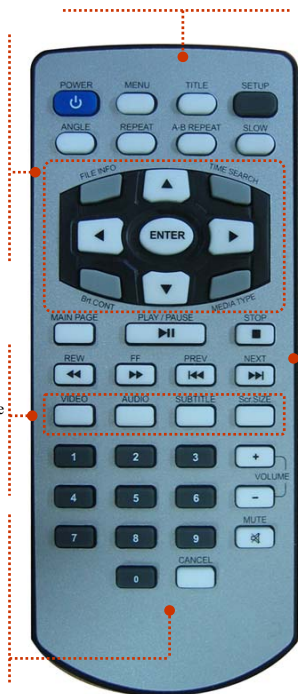 POWER MENU TITLE SETUP
ANGLE REPEAT A-B REPEAT SLOW
FILE INFO TIME SEARCH
ENTER
Brt.CONT MEDIA TYPE
MAIN PAGE PLAY / PAUSE STOP
REW FF PREV NEXT
e
VIDEO AUDIO SUBTITLE Scr.SIZE
1 2 3 +
VOLUME
4 5 6 −
MUTE
7 8 9
CANCEL
0